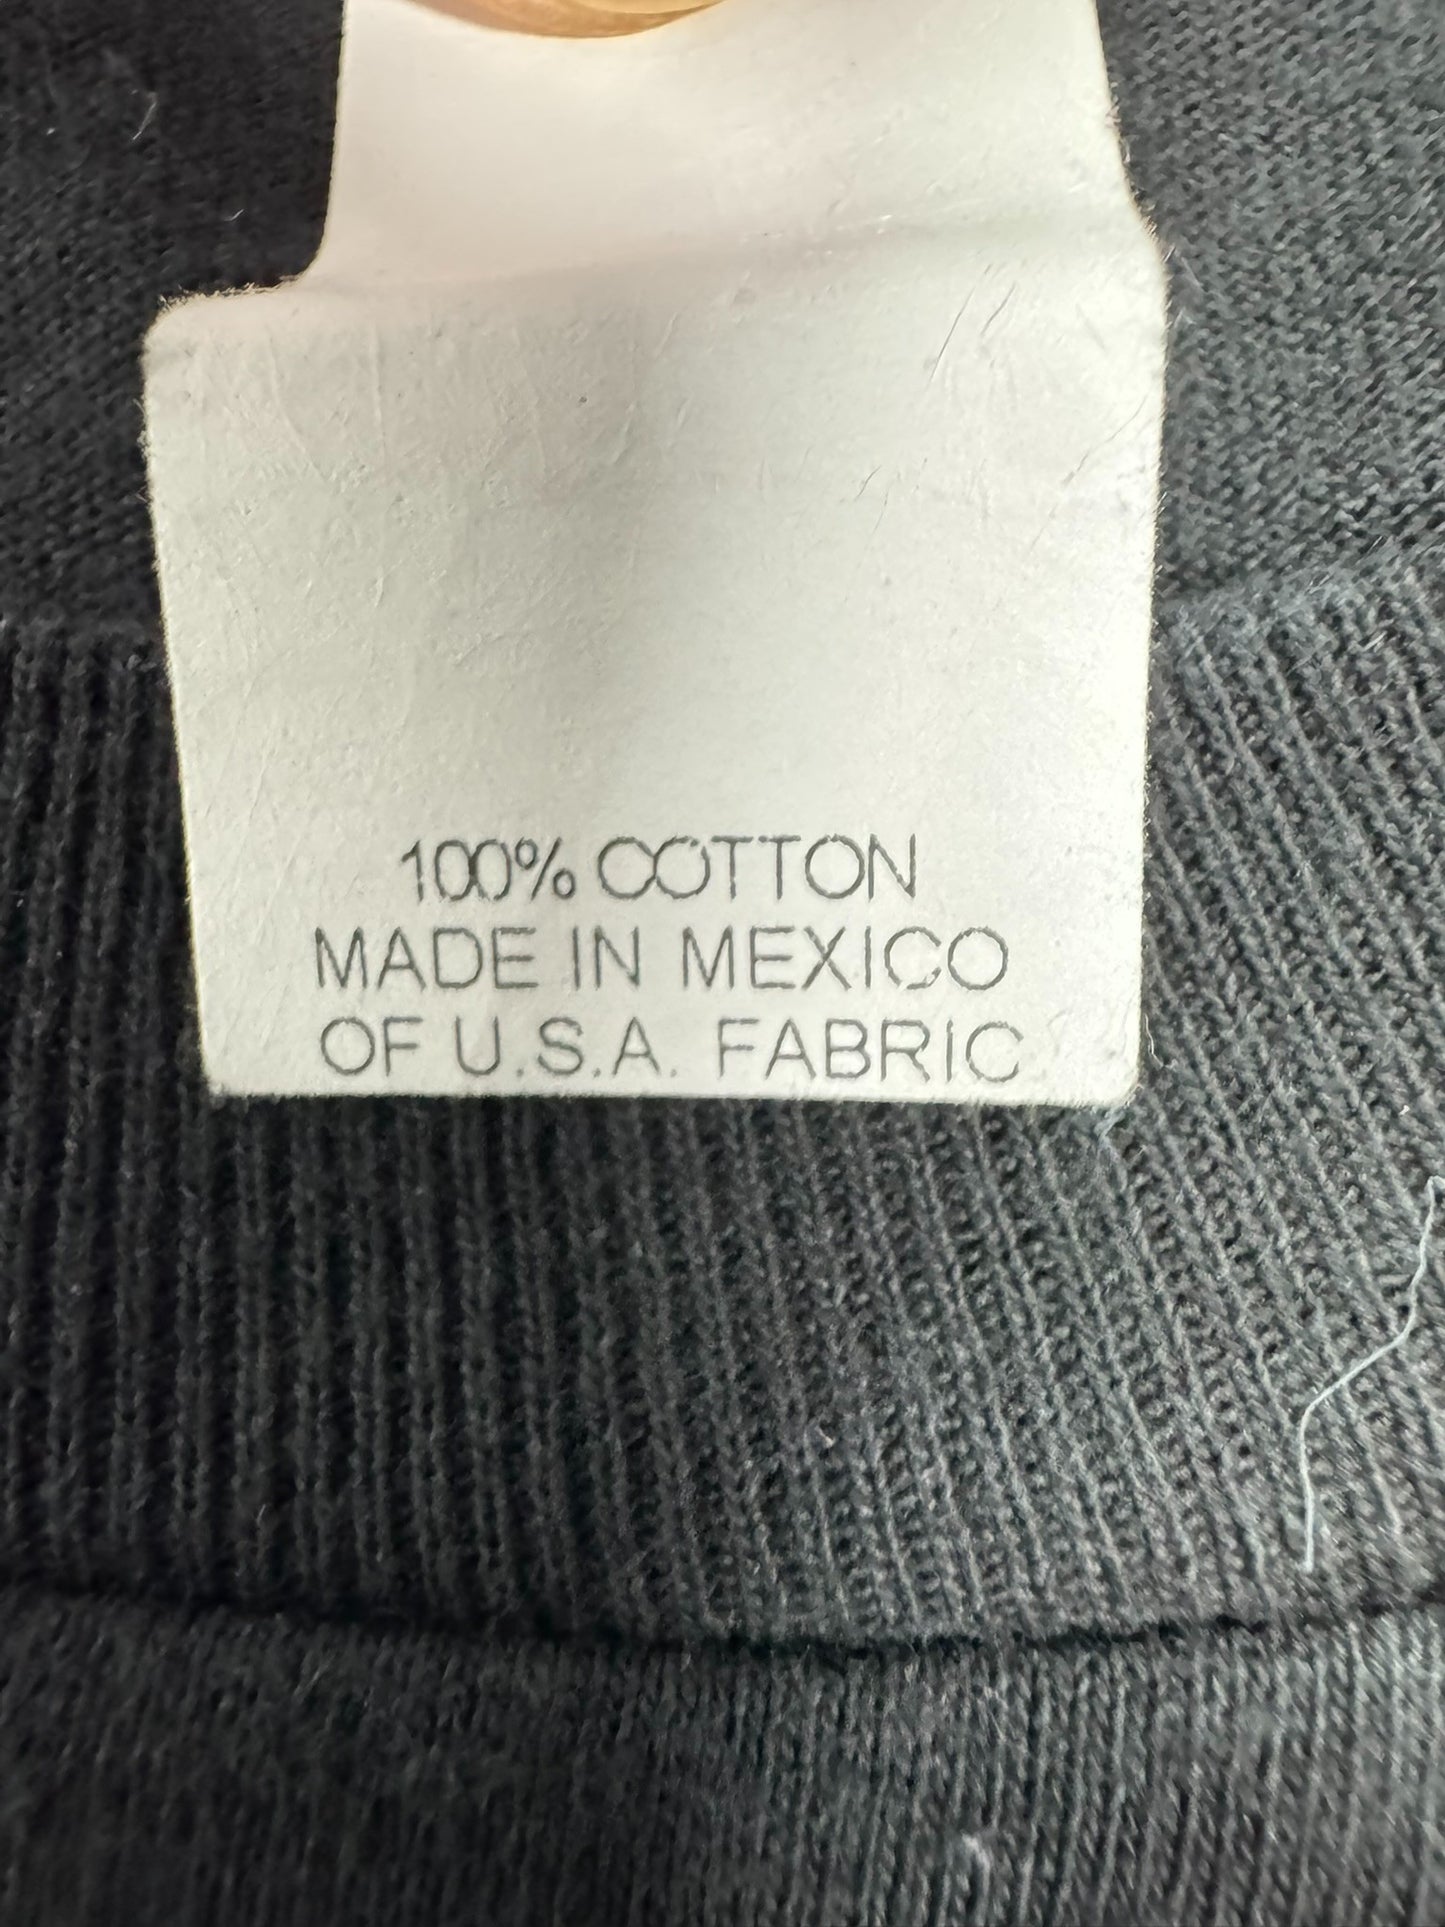 100% COTTON
MADE IN MEXICO
OF U.S.A. FABRIC